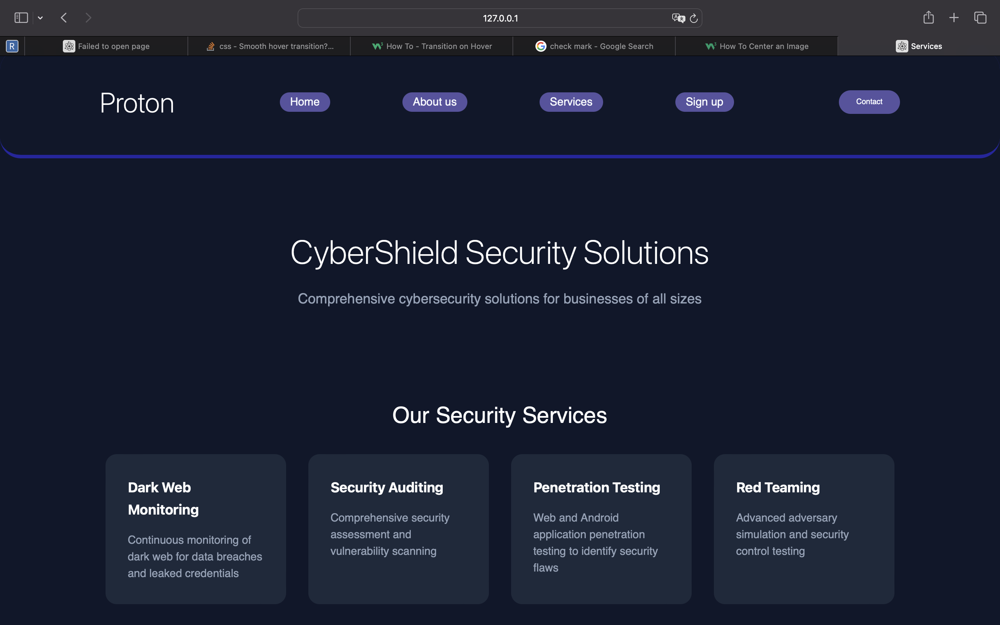 127.0.0.1
R
Failed to open page
css - Smooth hover transition?...
How To - Transition on Hover
check mark - Google Search
How To Center an Image
Services
Proton
Home
About us
Services
Sign up
Contact
CyberShield Security Solutions
Comprehensive cybersecurity solutions for businesses of all sizes
Our Security Services
Dark Web
Monitoring
Continuous monitoring of
dark web for data breaches
and leaked credentials
Security Auditing
Comprehensive security
assessment and
vulnerability scanning
Penetration Testing
Web and Android
application penetration
testing to identify security
flaws
Red Teaming
Advanced adversary
simulation and security
control testing